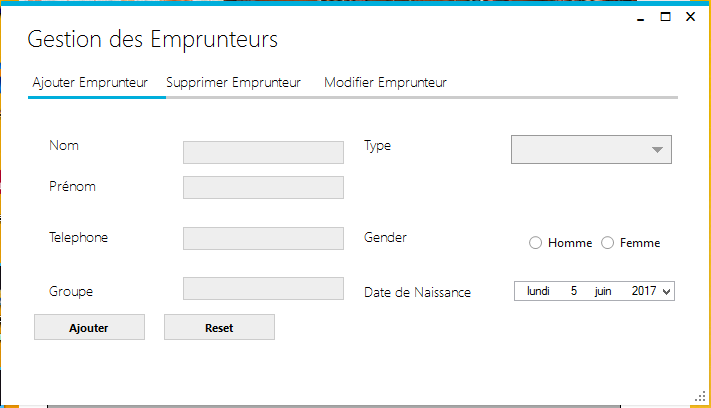 Gestion des Emprunteurs
Ajouter Emprunteur Supprimer Emprunteur Modifier Emprunteur
Nom Type
Prénom
Telephone Gender Homme Femme
Groupe Date de Naissance lundi 5 juin 2017
Ajouter Reset